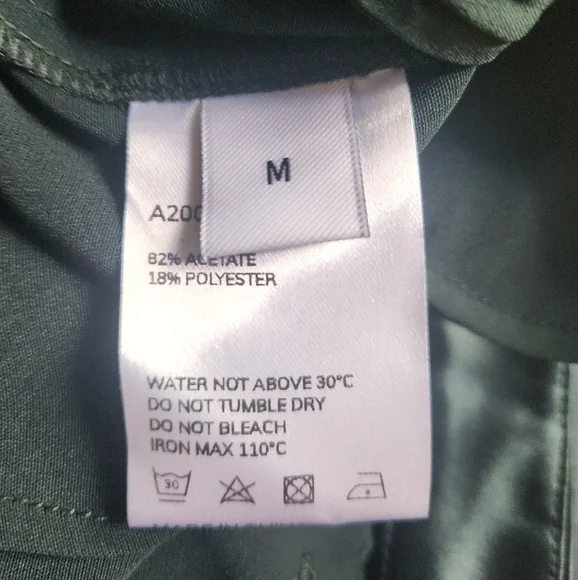 M
82% ACETATE
18% POLYESTER
WATER NOT ABOVE 30°C
DO NOT TUMBLE DRY
DO NOT BLEACH
IRON MAX 110°C
30